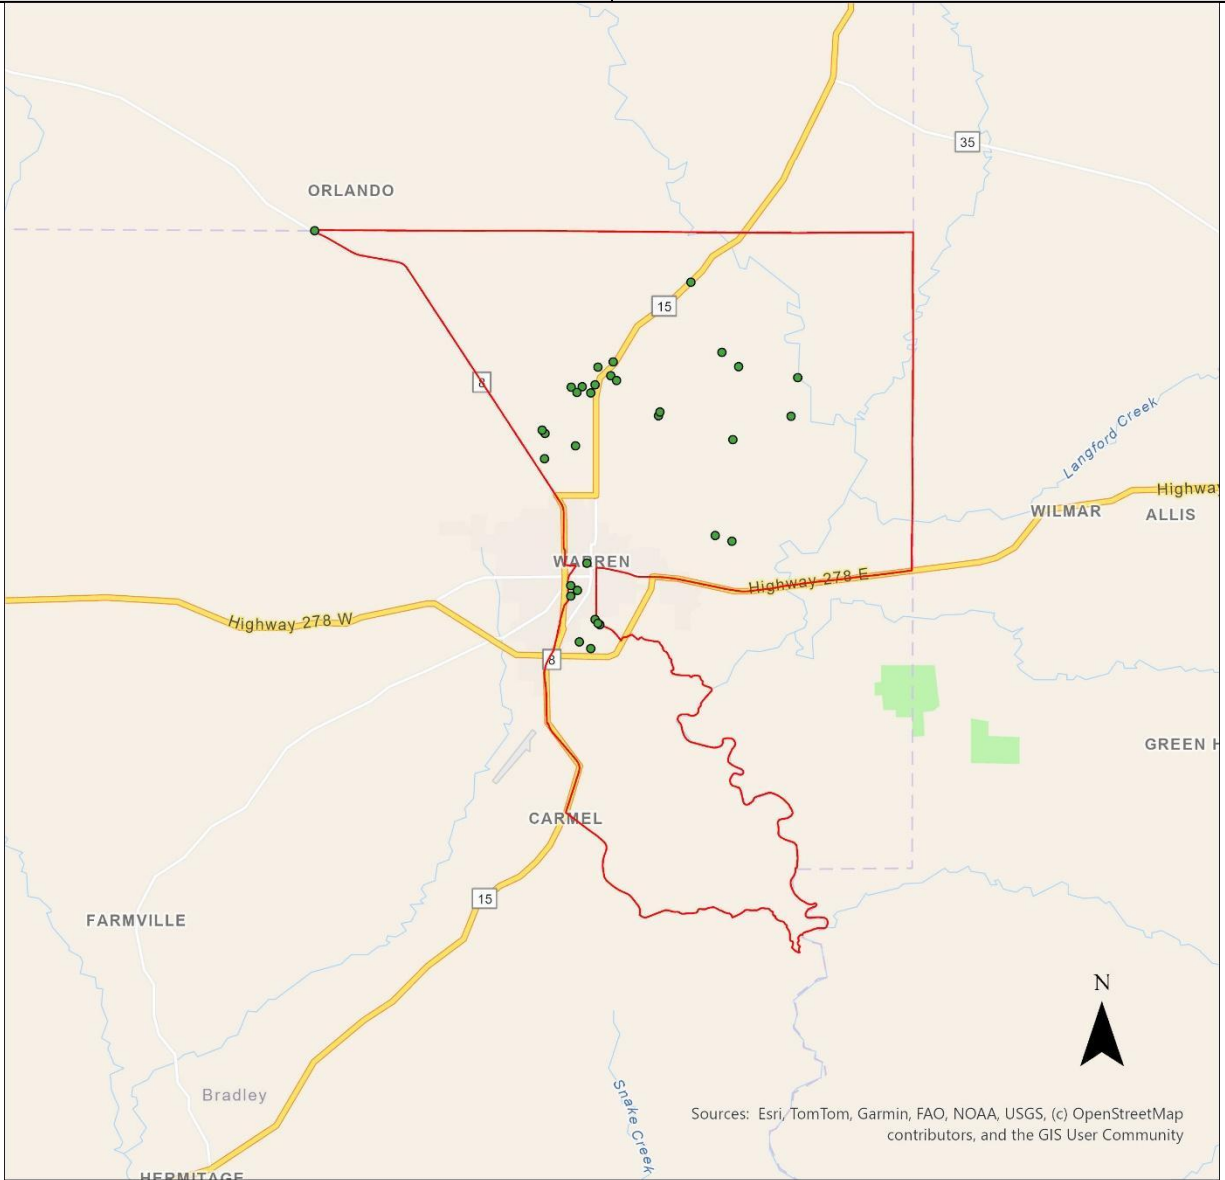 35
ORLANDO
15
8
Langford Creek
Highway
WILMAR
ALLIS
WARREN
Highway 278 E
Highway 278 W
8
GREEN H
CARMEL
15
FARMVILLE
N
Bradley
Snake Creek
Sources: Esri, TomTom, Garmin, FAO, NOAA, USGS, (c) OpenStreetMap
contributors, and the GIS User Community
HERMITAGE